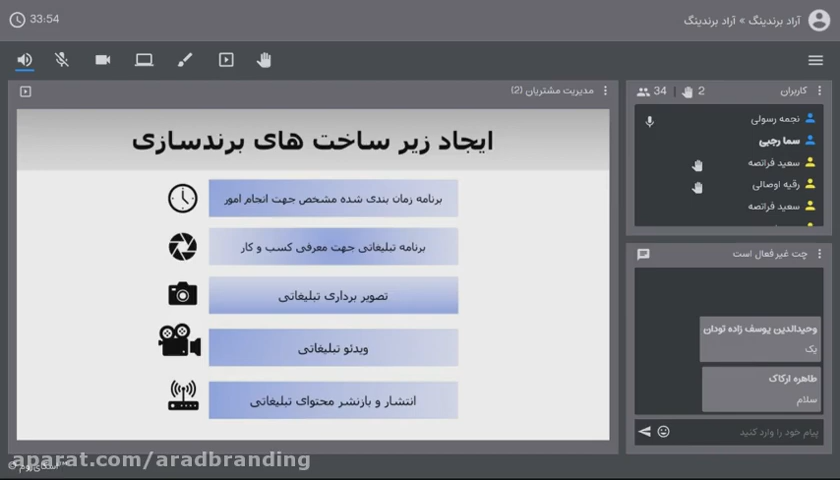 33:54
آراد برندینگ » آراد برندینگ
مدیریت مشتریان (2)
ایجاد زیر ساخت های برندسازی
برنامه زمان بندی شده مشخص جهت انجام امور
برنامه تبلیغاتی جهت معرفی کسب و کار
تصویر برداری تبلیغاتی
ویدئو تبلیغاتی
انتشار و بازنشر محتوای تبلیغاتی
کاربران
2 | 34
نجمه رسولی
سما رجبی
سعید فراتصه
رقیه اوصالی
سعید فراتصه
چت غیر فعال است
وحیدالدین یوسف زاده تودان
یک
طاهره ارکاک
سلام
پیام خود را وارد کنید
aparat.com/aradbranding